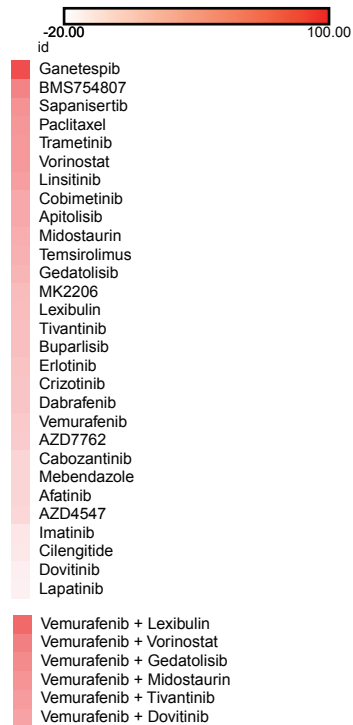 -20.00 100.00
id
Ganetespib
BMS754807
Sapanisertib
Paclitaxel
Trametinib
Vorinostat
Linsitinib
Cobimetinib
Apitolisib
Midostaurin
Temsirolimus
Gedatolisib
MK2206
Lexibulin
Tivantinib
Buparlisib
Erlotinib
Crizotinib
Dabrafenib
Vemurafenib
AZD7762
Cabozantinib
Mebendazole
Afatinib
AZD4547
Imatinib
Cilengitide
Dovitinib
Lapatinib
Vemurafenib + Lexibulin
Vemurafenib + Vorinostat
Vemurafenib + Gedatolisib
Vemurafenib + Midostaurin
Vemurafenib + Tivantinib
Vemurafenib + Dovitinib